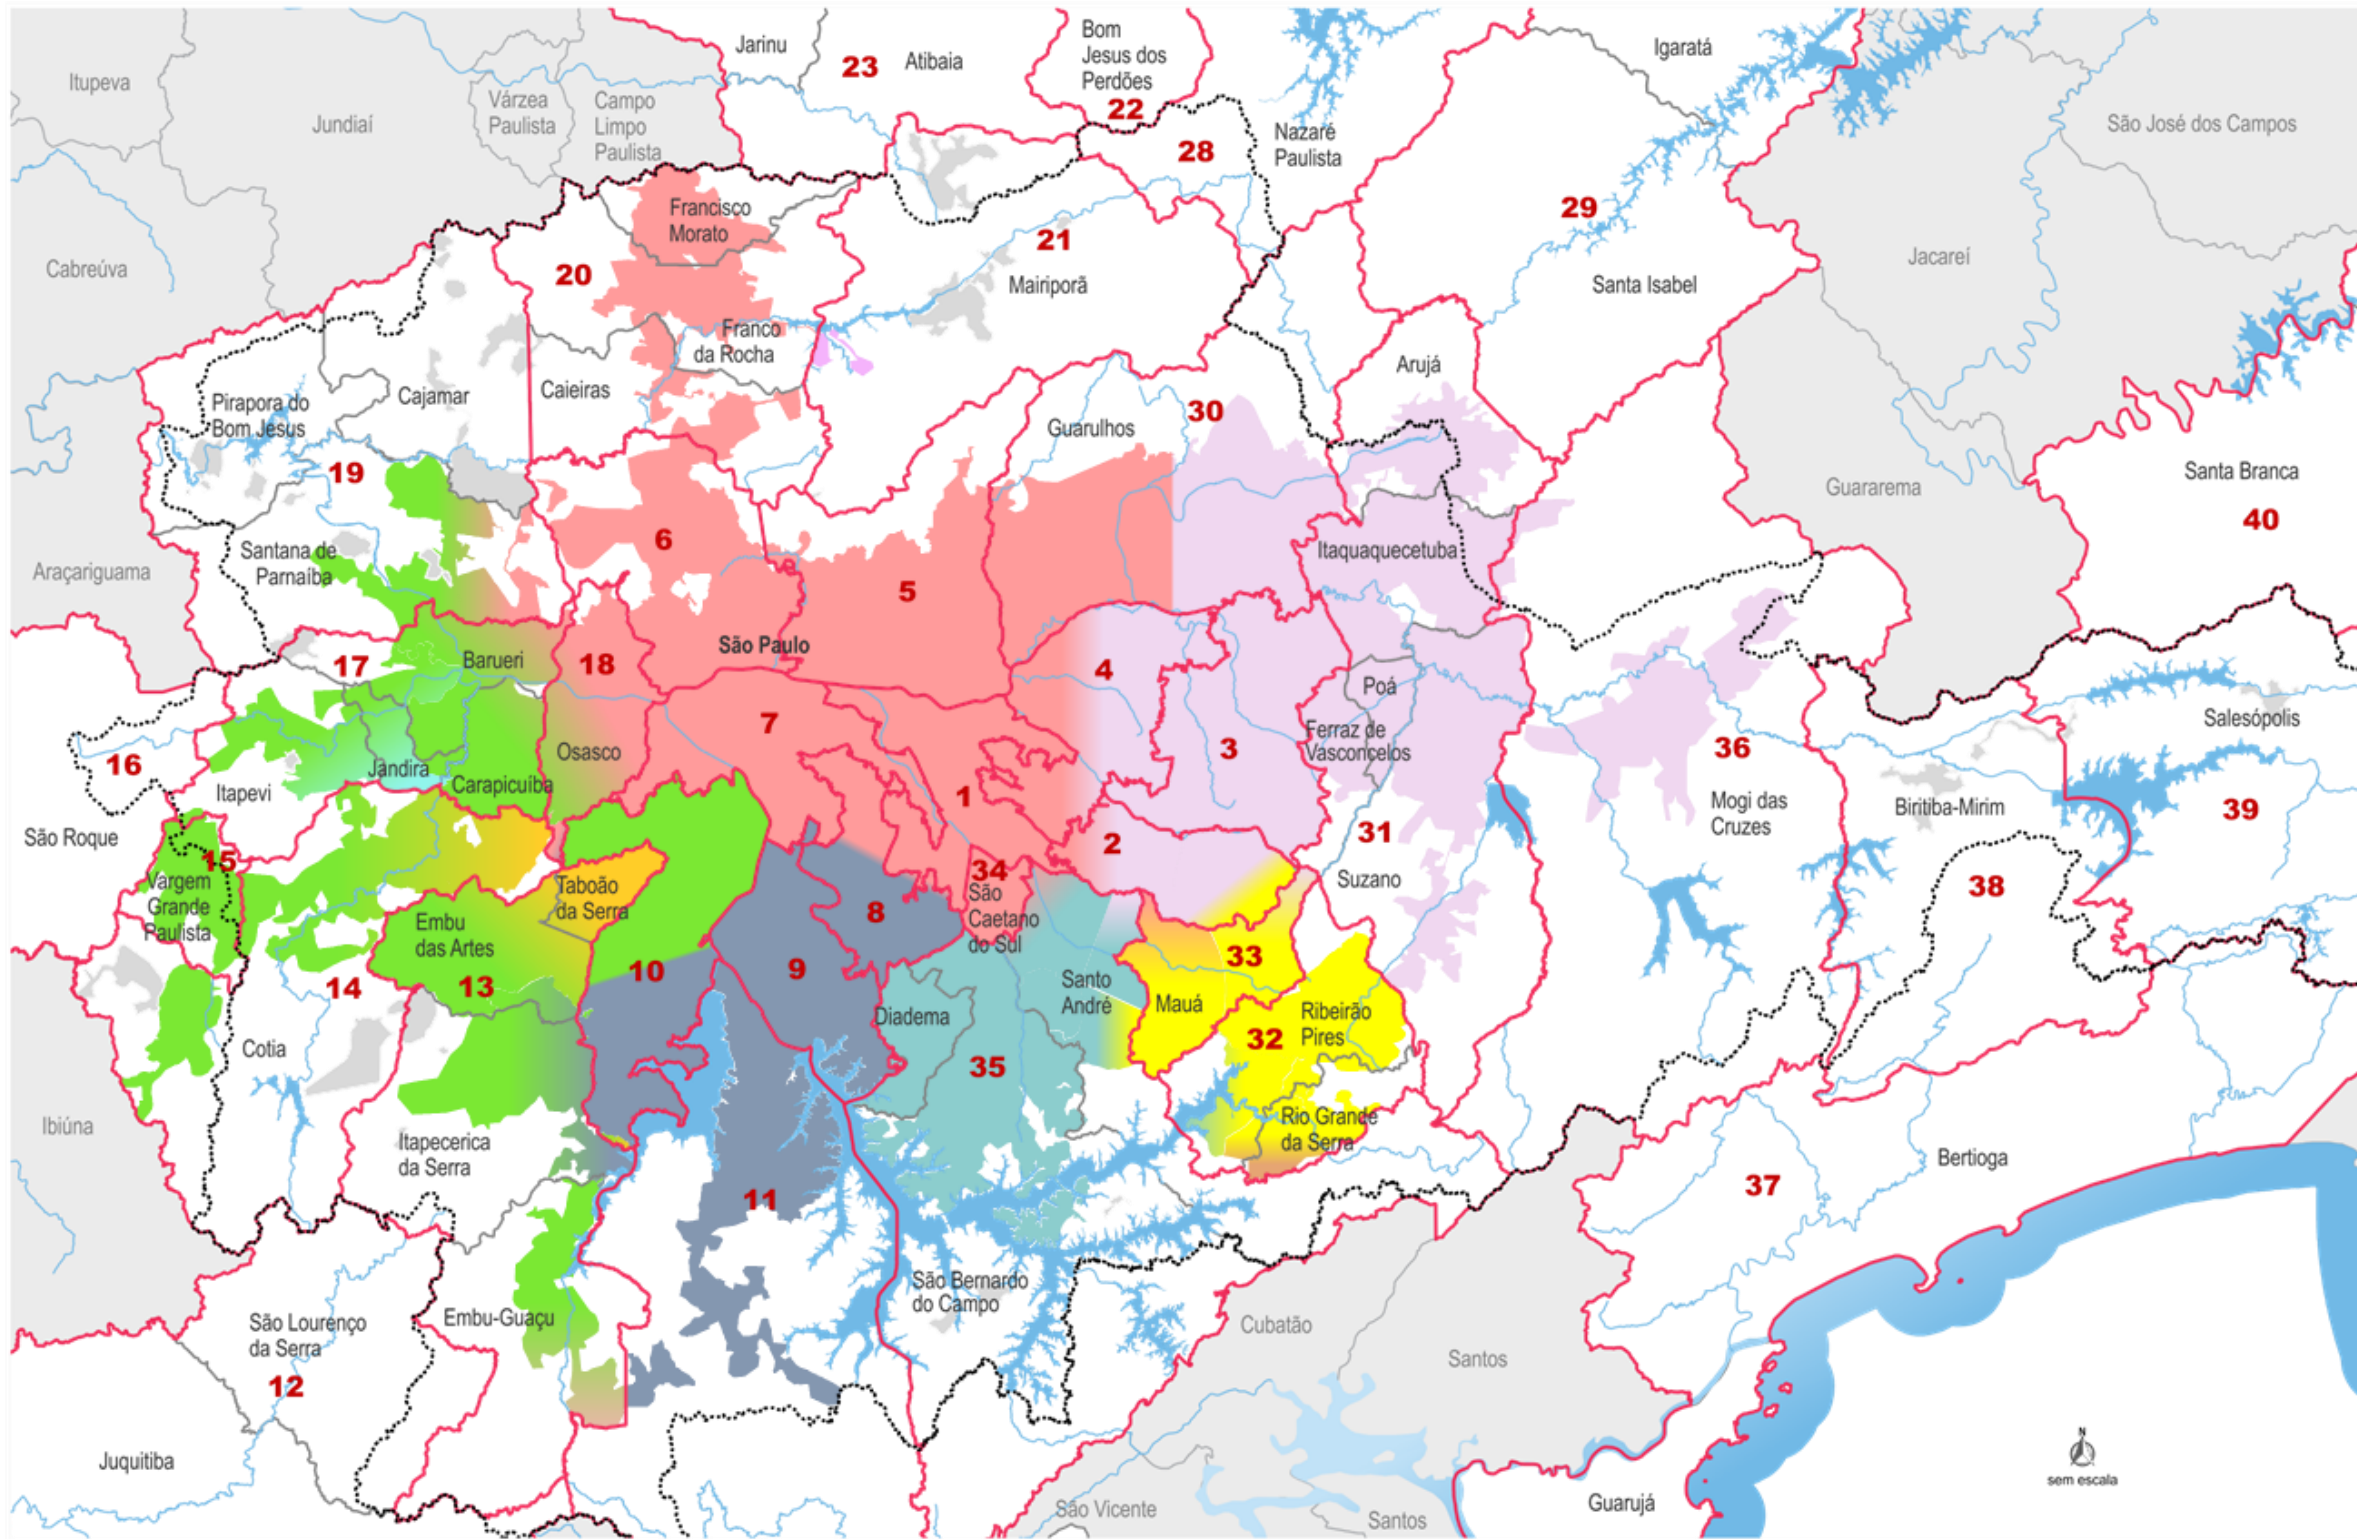 Jarinu
23
Atibaia
Bom
Jesus dos
Perdões
22
Igaratá
Itupeva
Jundiaí
Várzea
Paulista
Campo
Limpo
Paulista
Nazaré
Paulista
28
São José dos Campos
Francisco
Morato
29
Cabreúva
20
21
Mairiporã
Santa Isabel
Jacareí
Franco
da Rocha
Arujá
Pirapora do
Bom Jesus
Cajamar
Caieiras
Guarulhos
30
19
Santa Branca
40
Guararema
6
Santana de
Parnaíba
Araçariguama
Itaquaquecetuba
5
São Paulo
17
Barueri
18
4
Poá
7
Osasco
Ferraz de
Vasconcelos
3
36
Salesópolis
16
Jandira
Itapevi
Carapicuíba
1
Mogi das
Cruzes
Biritiba-Mirim
39
São Roque
15
2
31
Suzano
Vargem
Grande
Paulista
Taboão
da Serra
34
São
Caetano
do Sul
38
8
Embu
das Artes
33
10
9
13
14
Santo
André
Mauá
Diadema
Ribeirão
Pires
32
Cotia
35
Ibiúna
Itapecerica
da Serra
Rio Grande
da Serra
Bertioga
37
11
São Bernardo
do Campo
Embu-Guaçu
São Lourenço
da Serra
Cubatão
Santos
12
Juquitiba
N
sem escala
São Vicente
Santos
Guarujá